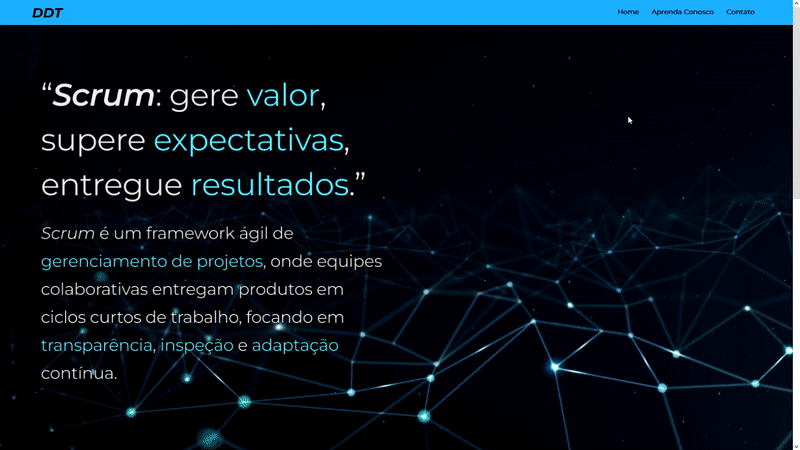 DDT
Home Aprenda Conosco Contato
“Scrum: gere valor,
supere expectativas,
entregue resultados.”
Scrum é um framework ágil de
gerenciamento de projetos, onde equipes
colaborativas entregam produtos em
ciclos curtos de trabalho, focando em
transparência, inspeção e adaptação
contínua.